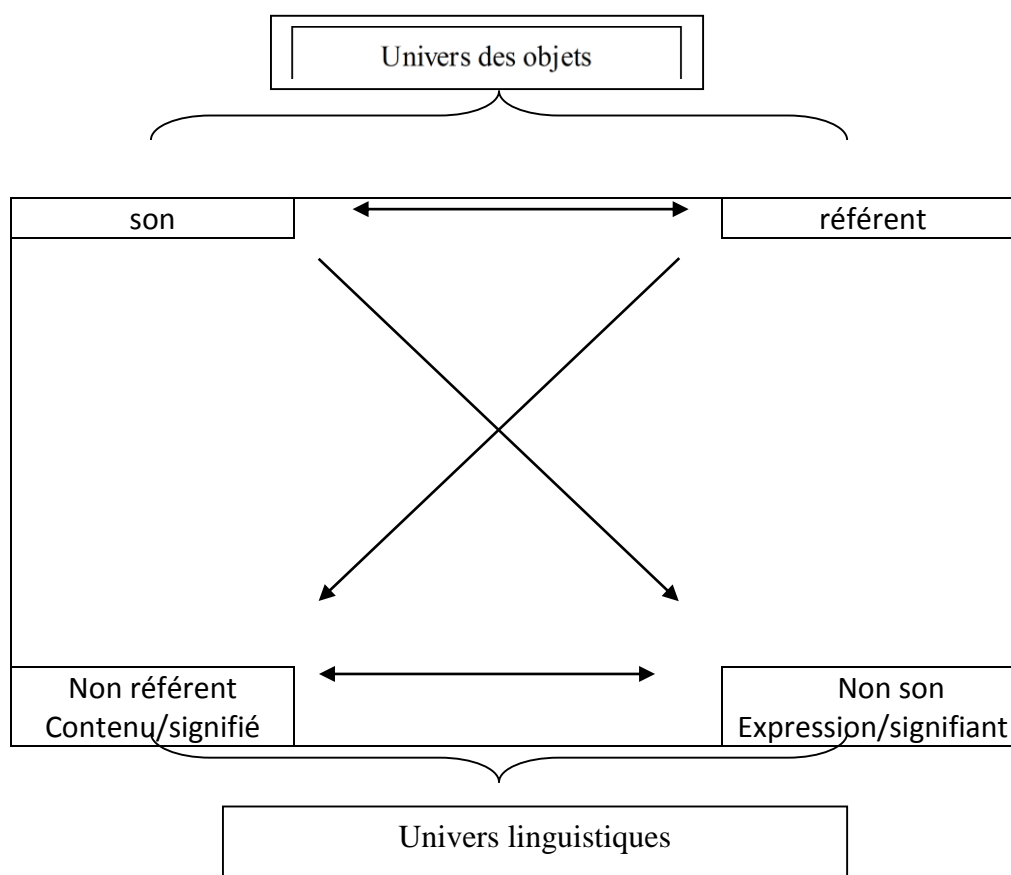 Univers des objets
son
référent
Non référent
Contenu/signifié
Non son
Expression/signifiant
Univers linguistiques